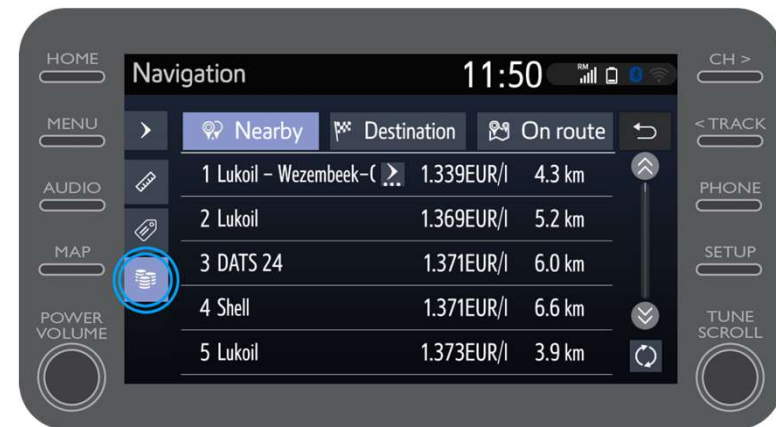 HOME
MENU
AUDIO
MAP
POWER
VOLUME
Navigation 11:50 RM
Nearby Destination On route
1 Lukoil – Wezembeek-( 1.339EUR/l 4.3 km
2 Lukoil 1.369EUR/l 5.2 km
3 DATS 24 1.371EUR/l 6.0 km
4 Shell 1.371EUR/l 6.6 km
5 Lukoil 1.373EUR/l 3.9 km
CH >
< TRACK
PHONE
SETUP
TUNE
SCROLL